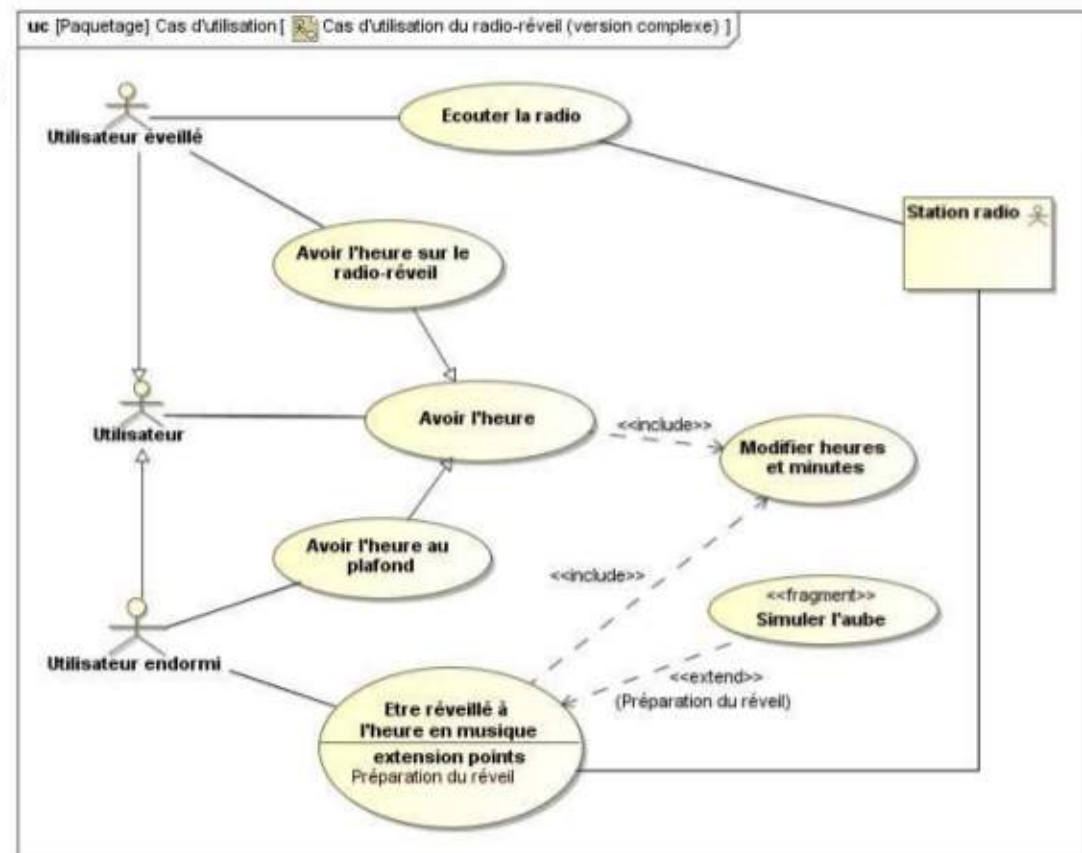 uc [Paquetage] Cas d'utilisation [ Cas d'utilisation du radio-réveil (version complexe) ]
Utilisateur éveillé
Ecouter la radio
Station radio
Avoir l'heure sur le
radio-réveil
Utilisateur
Avoir l'heure
<<include>>
Modifier heures
et minutes
Avoir l'heure au
plafond
<<include>>
<<fragment>>
Simuler l'aube
Utilisateur endormi
<<extend>>
(Préparation du réveil)
Etre réveillé à
l'heure en musique
extension points
Préparation du réveil